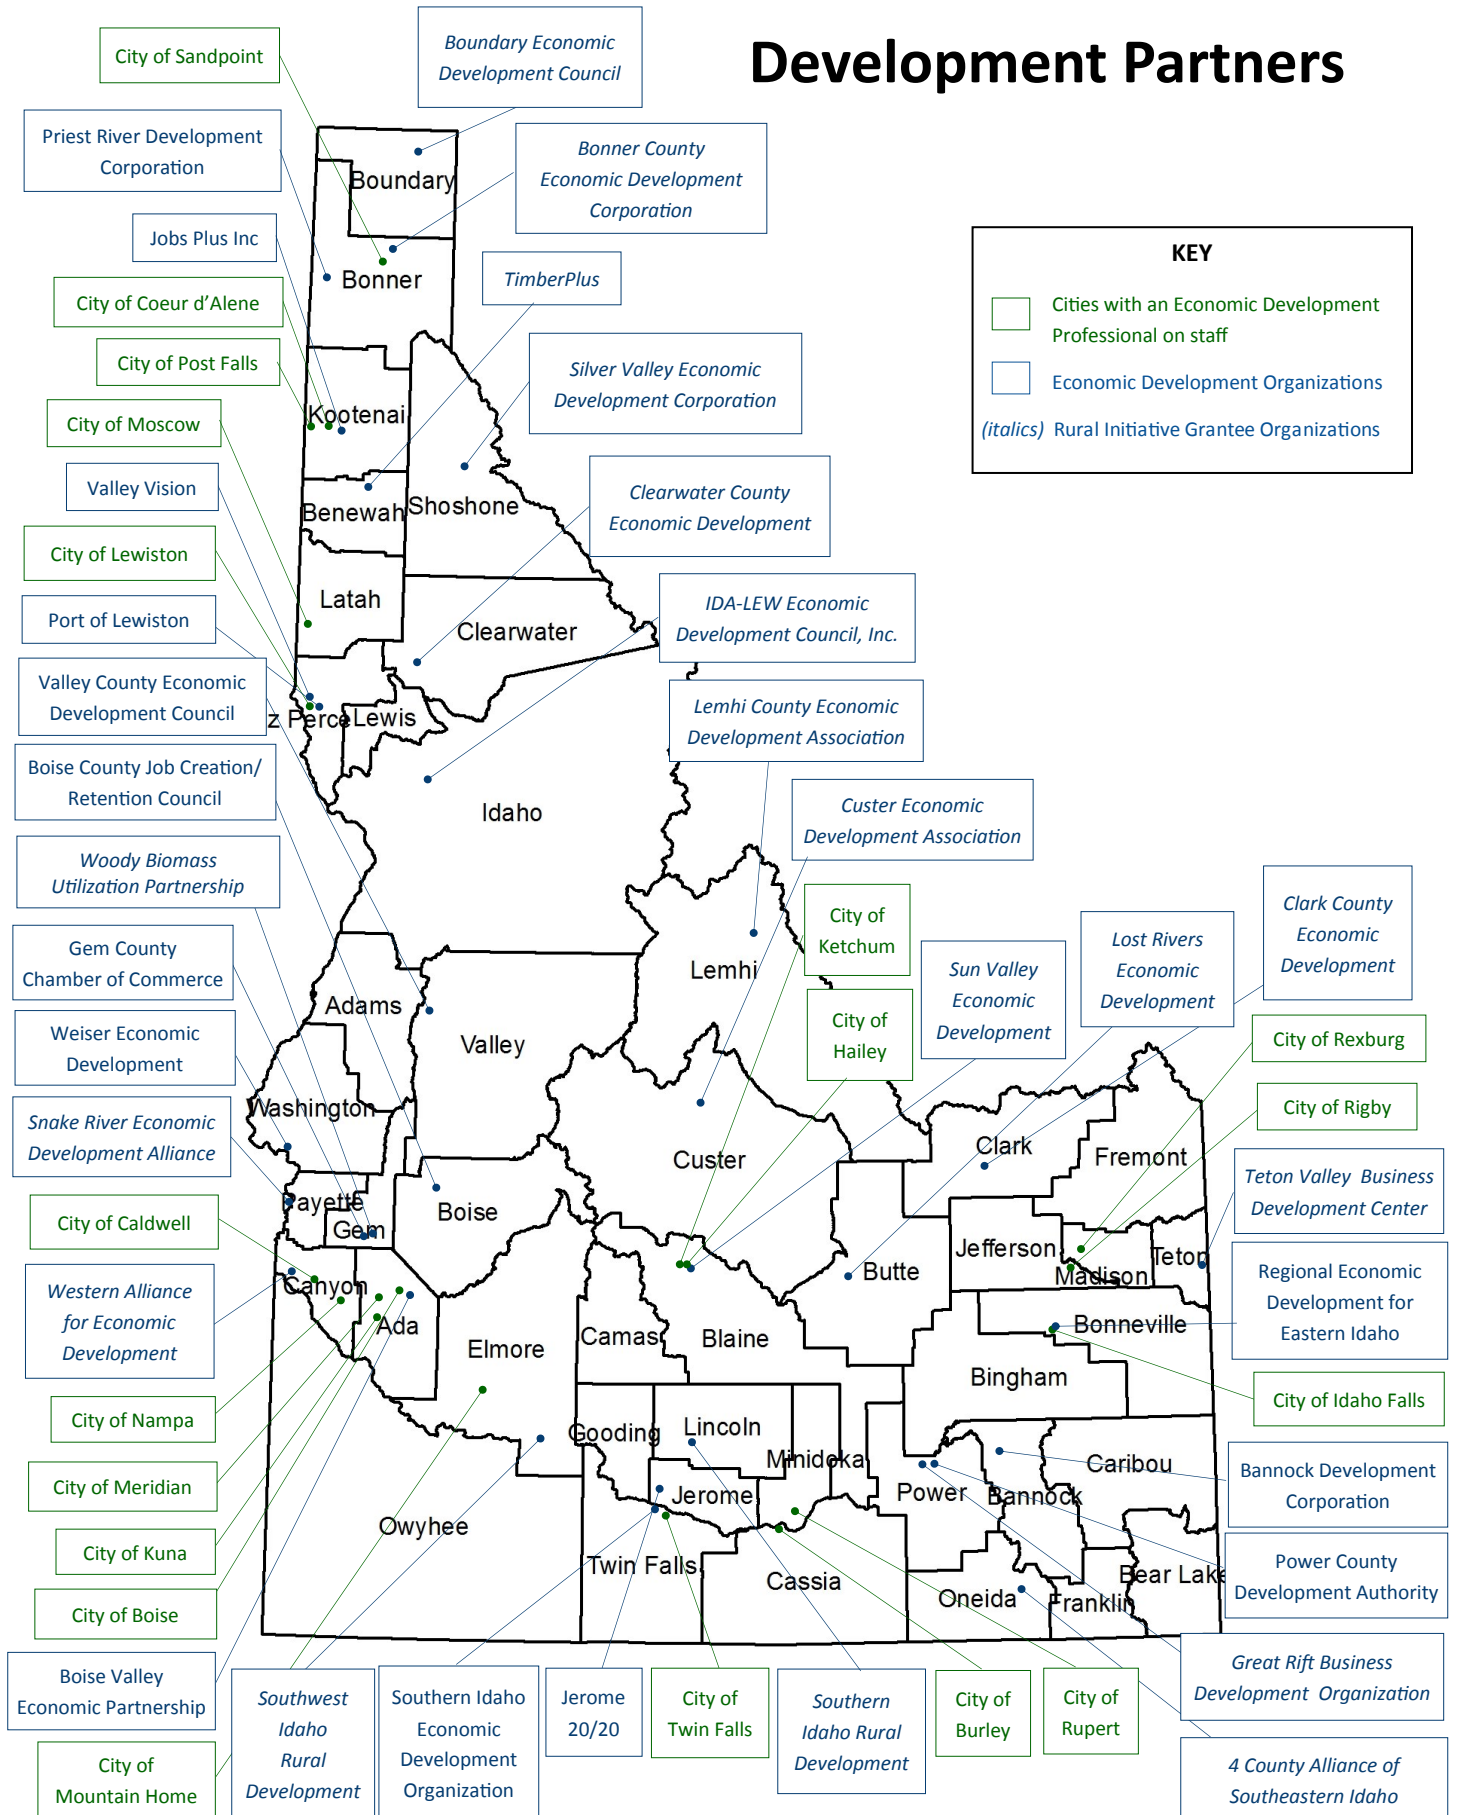 Development Partners
City of Sandpoint
Boundary Economic
Development Council
Priest River Development
Corporation
Bonner County
Economic Development
Corporation
Jobs Plus Inc
TimberPlus
City of Coeur d’Alene
City of Post Falls
Silver Valley Economic
Development Corporation
City of Moscow
Valley Vision
Clearwater County
Economic Development
City of Lewiston
Port of Lewiston
IDA-LEW Economic
Development Council, Inc.
Valley County Economic
Development Council
Lemhi County Economic
Development Association
Boise County Job Creation/
Retention Council
Custer Economic
Development Association
Woody Biomass
Utilization Partnership
City of
Ketchum
Clark County
Economic
Development
Lost Rivers
Economic
Development
Sun Valley
Economic
Development
Gem County
Chamber of Commerce
City of
Hailey
Weiser Economic
Development
City of Rexburg
City of Rigby
Snake River Economic
Development Alliance
Teton Valley Business
Development Center
City of Caldwell
Regional Economic
Development for
Eastern Idaho
Western Alliance
for Economic
Development
City of Idaho Falls
City of Nampa
Bannock Development
Corporation
City of Meridian
City of Kuna
Power County
Development Authority
City of Boise
Boise Valley
Economic Partnership
Great Rift Business
Development Organization
City of
Mountain Home
Southwest
Idaho
Rural
Development
Southern Idaho
Economic
Development
Organization
Jerome
20/20
City of
Twin Falls
Southern
Idaho Rural
Development
City of
Burley
City of
Rupert
4 County Alliance of
Southeastern Idaho
KEY
Cities with an Economic Development
Professional on staff
Economic Development Organizations
(italics) Rural Initiative Grantee Organizations
Boundary
Bonner
Kootenai
Benewah
Shoshone
Latah
Clearwater
z Perce
Lewis
Idaho
Lemhi
Adams
Valley
Washington
Custer
Clark
Fremont
Payette
Gem
Boise
Jefferson
Madison
Teton
Butte
Canyon
Ada
Elmore
Camas
Blaine
Bonneville
Bingham
Gooding
Lincoln
Minidoka
Jerome
Power
Bannock
Caribou
Owyhee
Twin Falls
Cassia
Oneida
Franklin
Bear Lake